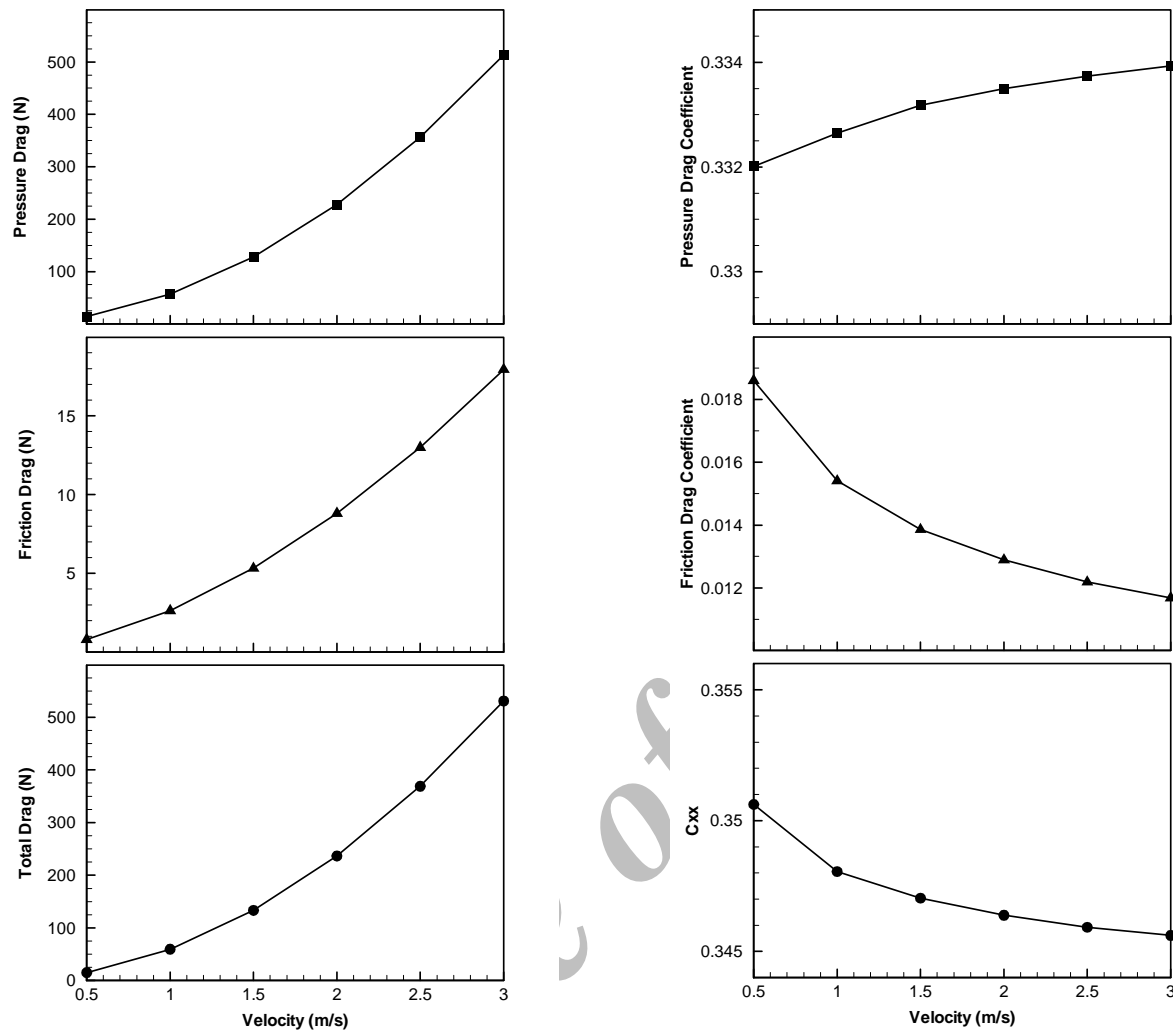 Pressure Drag (N)
500
400
300
200
100
Friction Drag (N)
15
10
5
Total Drag (N)
500
400
300
200
100
0
0.5 1 1.5 2 2.5 3
Velocity (m/s)
Pressure Drag Coefficient
0.334
0.332
0.33
Friction Drag Coefficient
0.018
0.016
0.014
0.012
Cxx
0.355
0.35
0.345
0.5 1 1.5 2 2.5 3
Velocity (m/s)
of